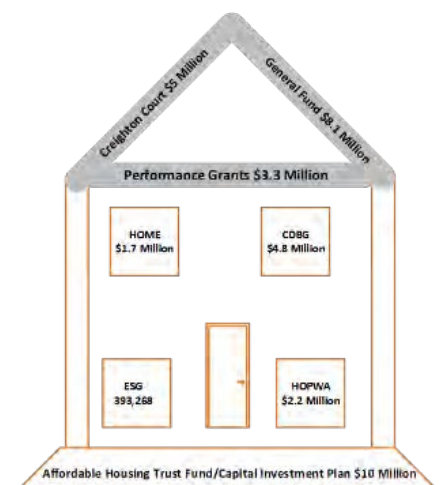 Creighton Court $5 Million
General Fund $8.1 Million
Performance Grants $3.3 Million
HOME
$1.7 Million
CDBG
$4.8 Million
ESG
393,268
HOPWA
$2.2 Million
Affordable Housing Trust Fund/Capital Investment Plan $10 Million